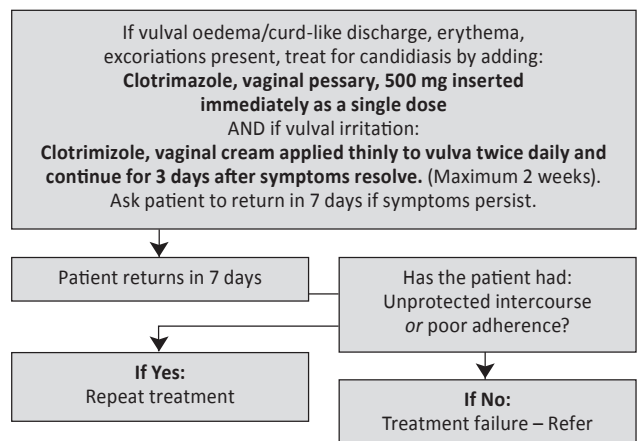 If vulval oedema/curd-like discharge, erythema,
excoriations present, treat for candidiasis by adding:
Clotrimazole, vaginal pessary, 500 mg inserted
immediately as a single dose
AND if vulval irritation:
Clotrimizole, vaginal cream applied thinly to vulva twice daily and
continue for 3 days after symptoms resolve. (Maximum 2 weeks).
Ask patient to return in 7 days if symptoms persist.
Patient returns in 7 days
Has the patient had:
Unprotected intercourse
or poor adherence?
If Yes:
Repeat treatment
If No:
Treatment failure – Refer